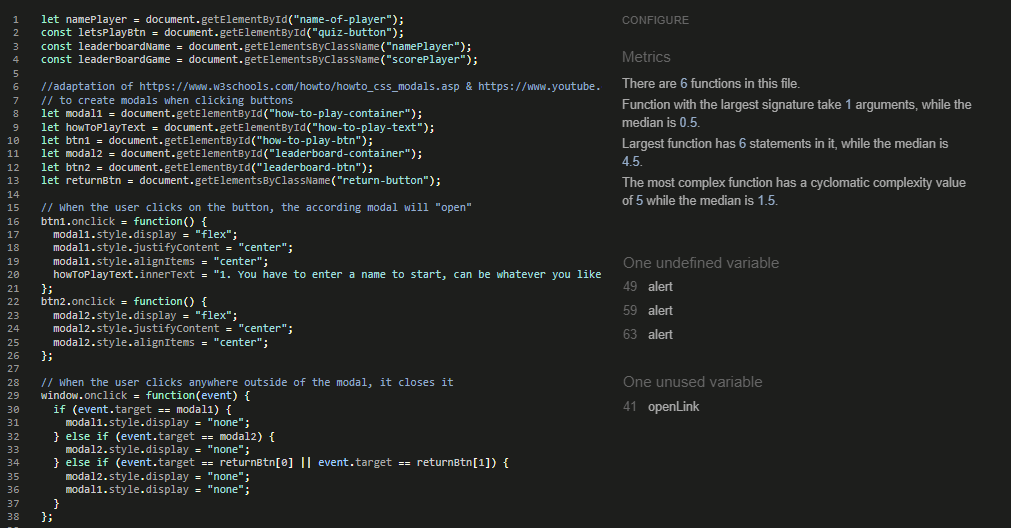 1 let namePlayer = document.getElementById("name-of-player");
2 const letsPlayBtn = document.getElementById("quiz-button");
3 const leaderboardName = document.getElementsByClassName("namePlayer");
4 const leaderBoardGame = document.getElementsByClassName("scorePlayer");
5
6 //adaptation of https://www.w3schools.com/howto/howto_css_modals.asp & https://www.youtube.
7 // to create modals when clicking buttons
8 let modal1 = document.getElementById("how-to-play-container");
9 let howToPlayText = document.getElementById("how-to-play-text");
10 let btn1 = document.getElementById("how-to-play-btn");
11 let modal2 = document.getElementById("leaderboard-container");
12 let btn2 = document.getElementById("leaderboard-btn");
13 let returnBtn = document.getElementsByClassName("return-button");
14
15 // When the user clicks on the button, the according modal will "open"
16 btn1.onclick = function() {
17 modal1.style.display = "flex";
18 modal1.style.justifyContent = "center";
19 modal1.style.alignItems = "center";
20 howToPlayText.innerText = "1. You have to enter a name to start, can be whatever you like
21 };
22 btn2.onclick = function() {
23 modal2.style.display = "flex";
24 modal2.style.justifyContent = "center";
25 modal2.style.alignItems = "center";
26 };
27
28 // When the user clicks anywhere outside of the modal, it closes it
29 window.onclick = function(event) {
30 if (event.target == modal1) {
31 modal1.style.display = "none";
32 } else if (event.target == modal2) {
33 modal2.style.display = "none";
34 } else if (event.target == returnBtn[0] || event.target == returnBtn[1]) {
35 modal2.style.display = "none";
36 modal1.style.display = "none";
37 }
38 };
CONFIGURE
Metrics
There are 6 functions in this file.
Function with the largest signature take 1 arguments, while the
median is 0.5.
Largest function has 6 statements in it, while the median is
4.5.
The most complex function has a cyclomatic complexity value
of 5 while the median is 1.5.
One undefined variable
49 alert
59 alert
63 alert
One unused variable
41 openLink